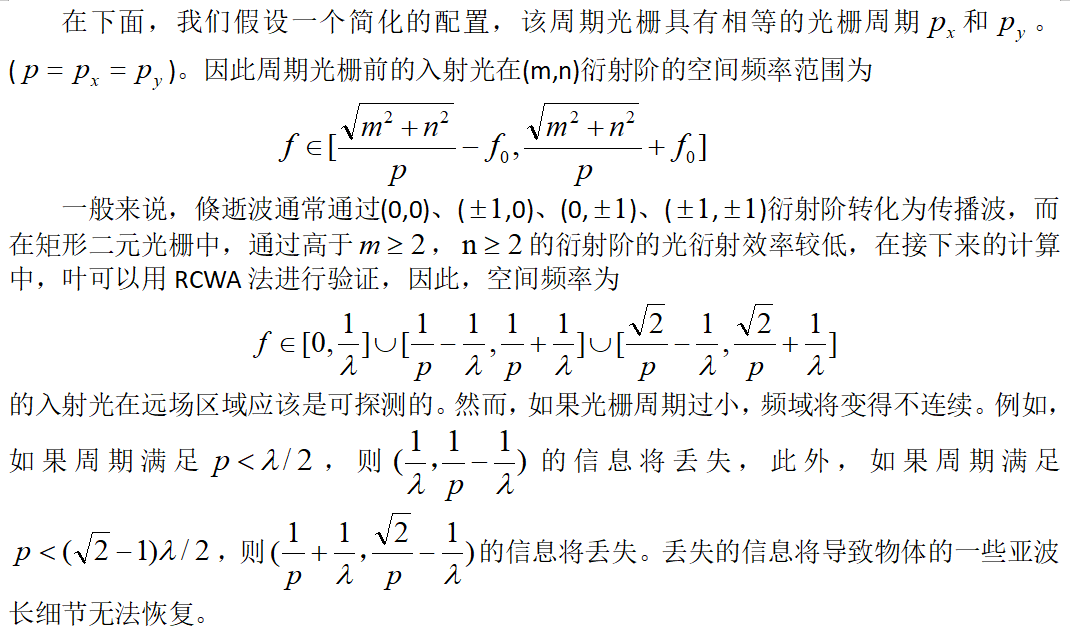 在下面，我们假设一个简化的配置，该周期光栅具有相等的光栅周期 $p_x$ 和 $p_y$ 。
( $p = p_x = p_y$ )。因此周期光栅前的入射光在(m,n)衍射阶的空间频率范围为
$f \in [\frac{\sqrt{m^2+n^2}}{p} - f_0, \frac{\sqrt{m^2+n^2}}{p} + f_0]$
一般来说，倏逝波通常通过(0,0)、( ±1,0)、(0, ±1)、( ±1, ±1)衍射阶转化为传播波，而
在矩形二元光栅中，通过高于 $m \geq 2$ ， $n \geq 2$ 的衍射阶的光衍射效率较低，在接下来的计算
中，叶可以用 RCWA 法进行验证，因此，空间频率为
$f \in [0, \frac{1}{\lambda}] \cup [\frac{1}{p} - \frac{1}{\lambda}, \frac{1}{p} + \frac{1}{\lambda}] \cup [\frac{\sqrt{2}}{p} - \frac{1}{\lambda}, \frac{\sqrt{2}}{p} + \frac{1}{\lambda}]$
的入射光在远场区域应该是可探测的。然而，如果光栅周期过小，频域将变得不连续。例如，
如果周期满足 $p < \lambda / 2$ ，则 $(\frac{1}{\lambda}, \frac{1}{p} - \frac{1}{\lambda})$ 的信息将丢失，此外，如果周期满足
$p < (\sqrt{2} - 1)\lambda / 2$ ，则 $(\frac{1}{p} + \frac{1}{\lambda}, \frac{\sqrt{2}}{p} - \frac{1}{\lambda})$ 的信息将丢失。丢失的信息将导致物体的一些亚波
长细节无法恢复。